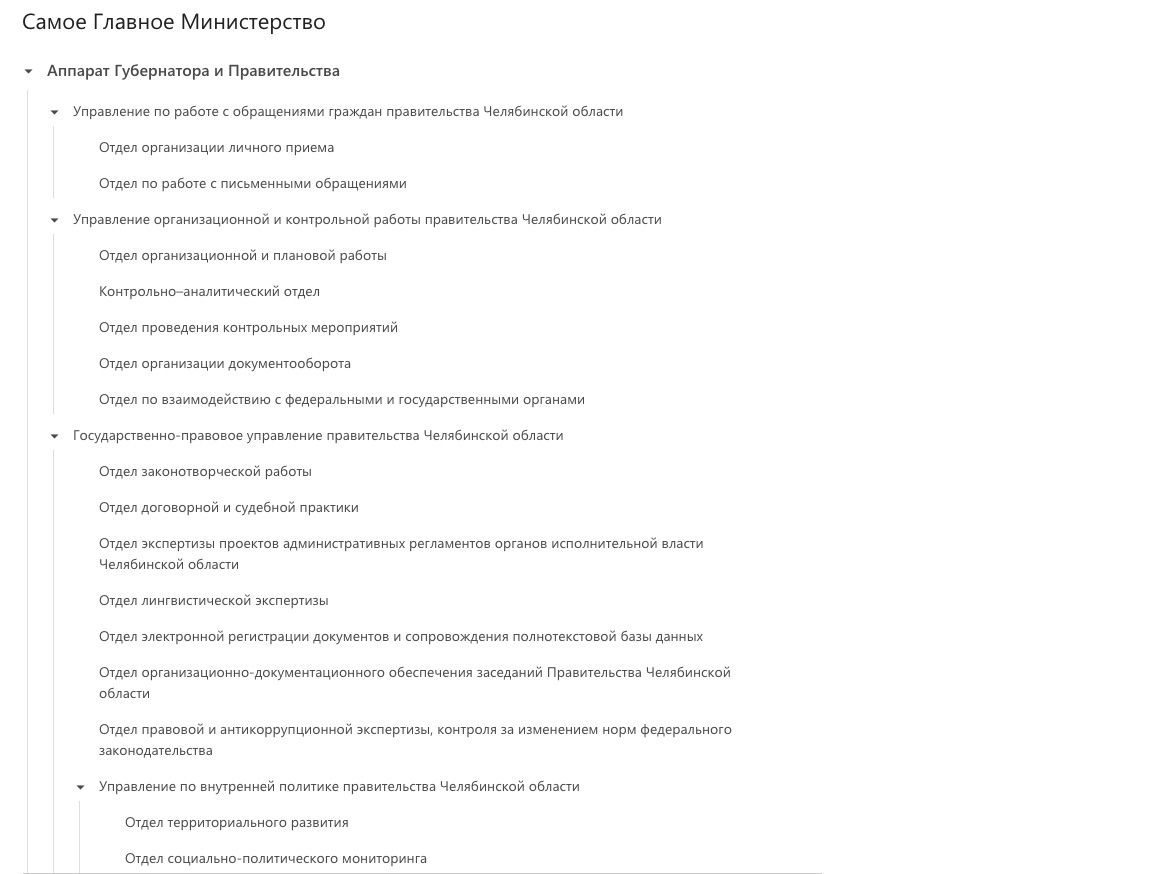 Самое Главное Министерство
Аппарат Губернатора и Правительства
Управление по работе с обращениями граждан правительства Челябинской области
Отдел организации личного приема
Отдел по работе с письменными обращениями
Управление организационной и контрольной работы правительства Челябинской области
Отдел организационной и плановой работы
Контрольно–аналитический отдел
Отдел проведения контрольных мероприятий
Отдел организации документооборота
Отдел по взаимодействию с федеральными и государственными органами
Государственно-правовое управление правительства Челябинской области
Отдел законотворческой работы
Отдел договорной и судебной практики
Отдел экспертизы проектов административных регламентов органов исполнительной власти
Челябинской области
Отдел лингвистической экспертизы
Отдел электронной регистрации документов и сопровождения полнотекстовой базы данных
Отдел организационно-документационного обеспечения заседаний Правительства Челябинской
области
Отдел правовой и антикоррупционной экспертизы, контроля за изменением норм федерального
законодательства
Управление по внутренней политике правительства Челябинской области
Отдел территориального развития
Отдел социально-политического мониторинга